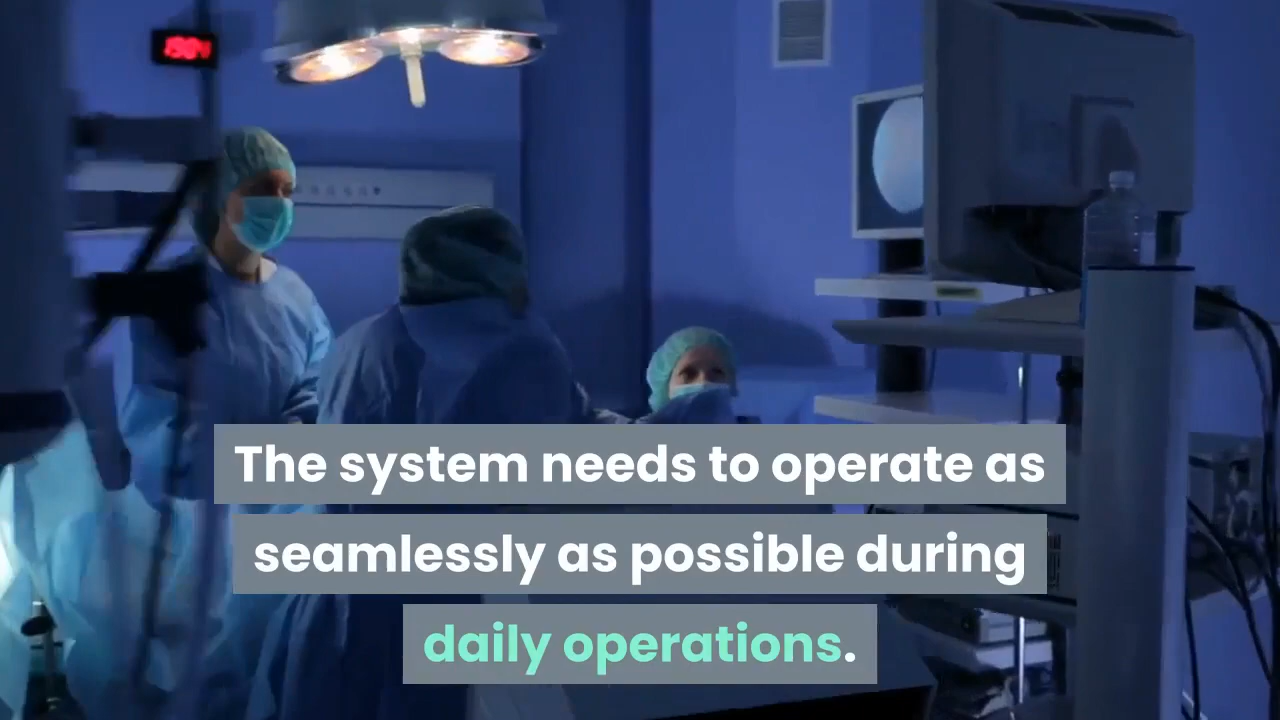 The system needs to operate as
seamlessly as possible during
daily operations.